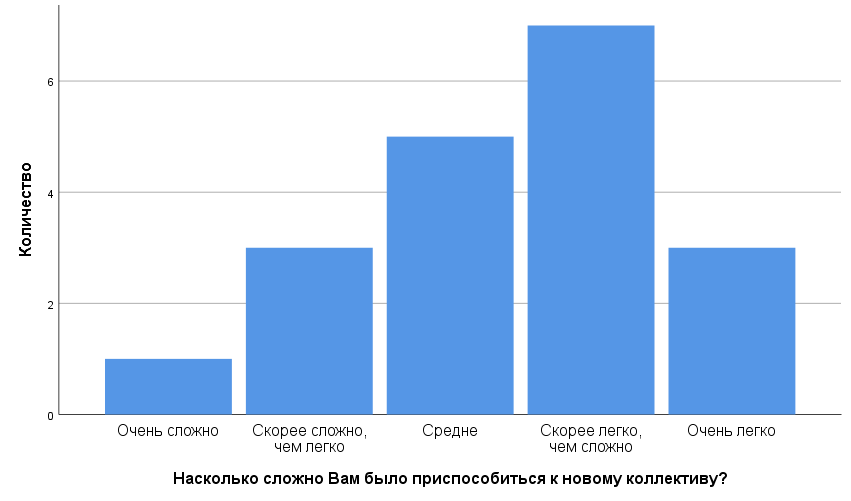 6
4
2
0
Количество
Очень сложно
Скорее сложно,
чем легко
Средне
Скорее легко,
чем сложно
Очень легко
Насколько сложно Вам было приспособиться к новому коллективу?